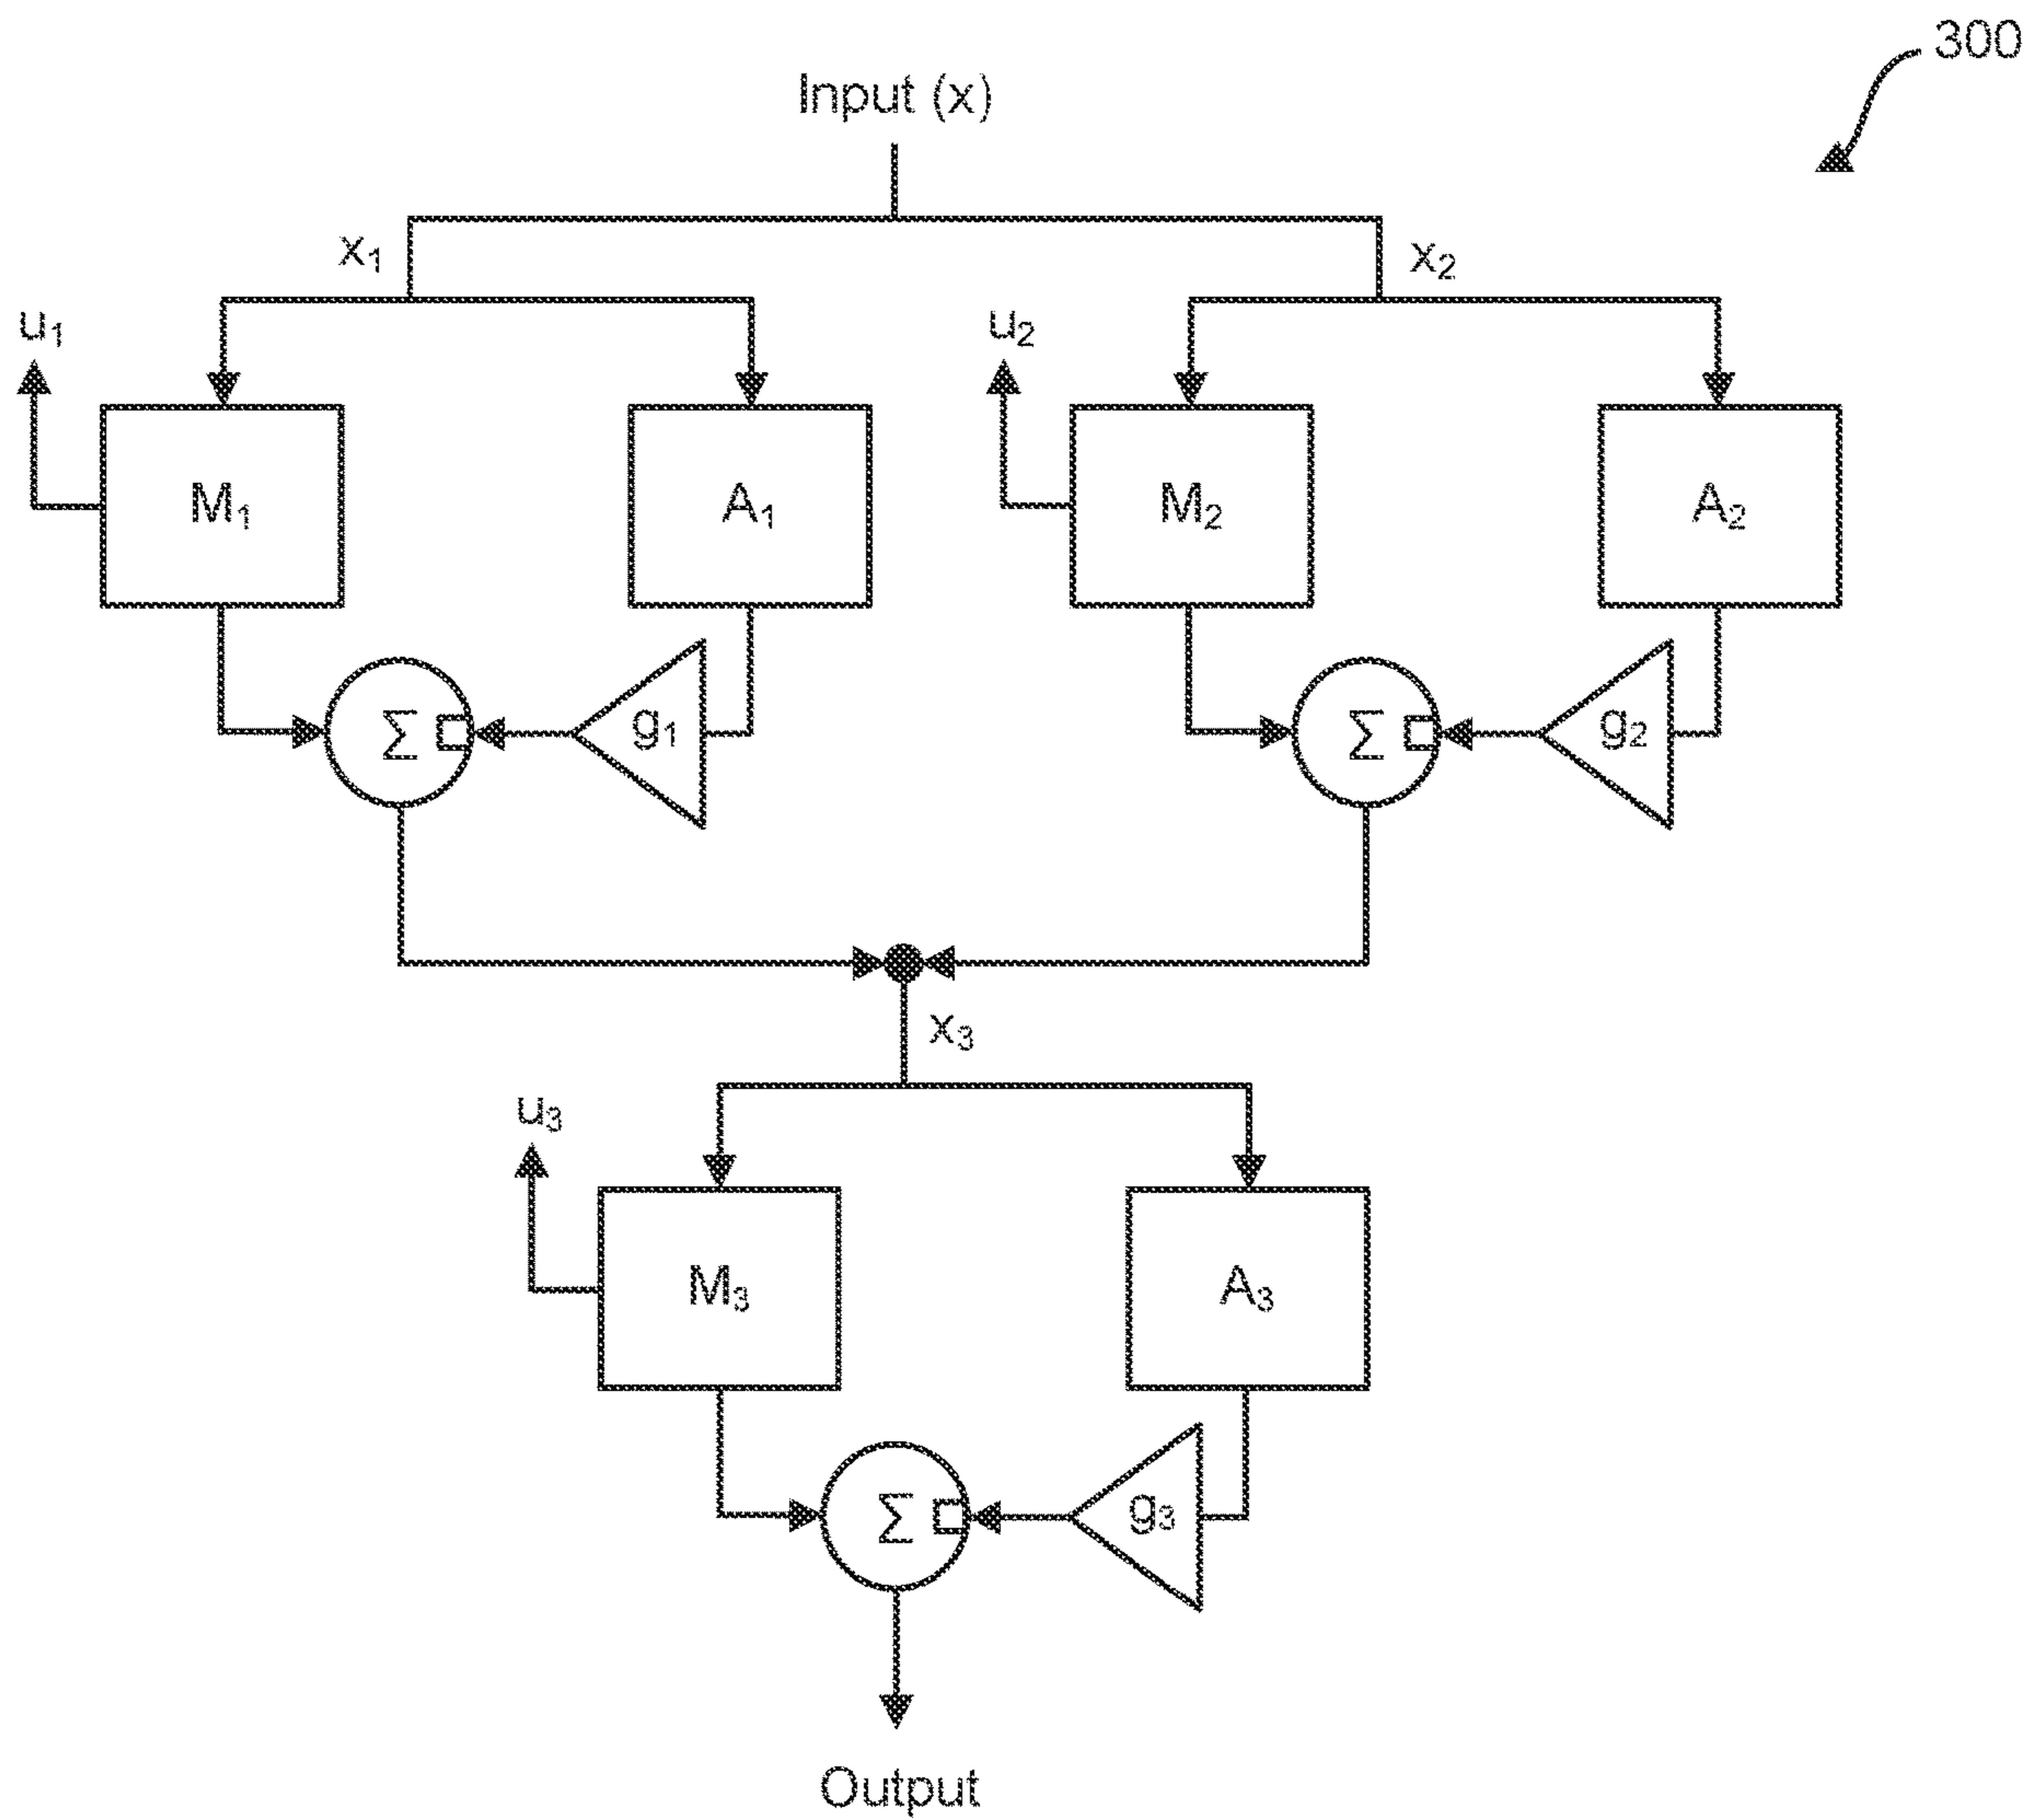 300
Input (x)
x₁
x₂
u₁
u₂
M₁
A₁
M₂
A₂
Σ
g₁
Σ
g₂
x₃
u₃
M₃
A₃
Σ
g₃
Output